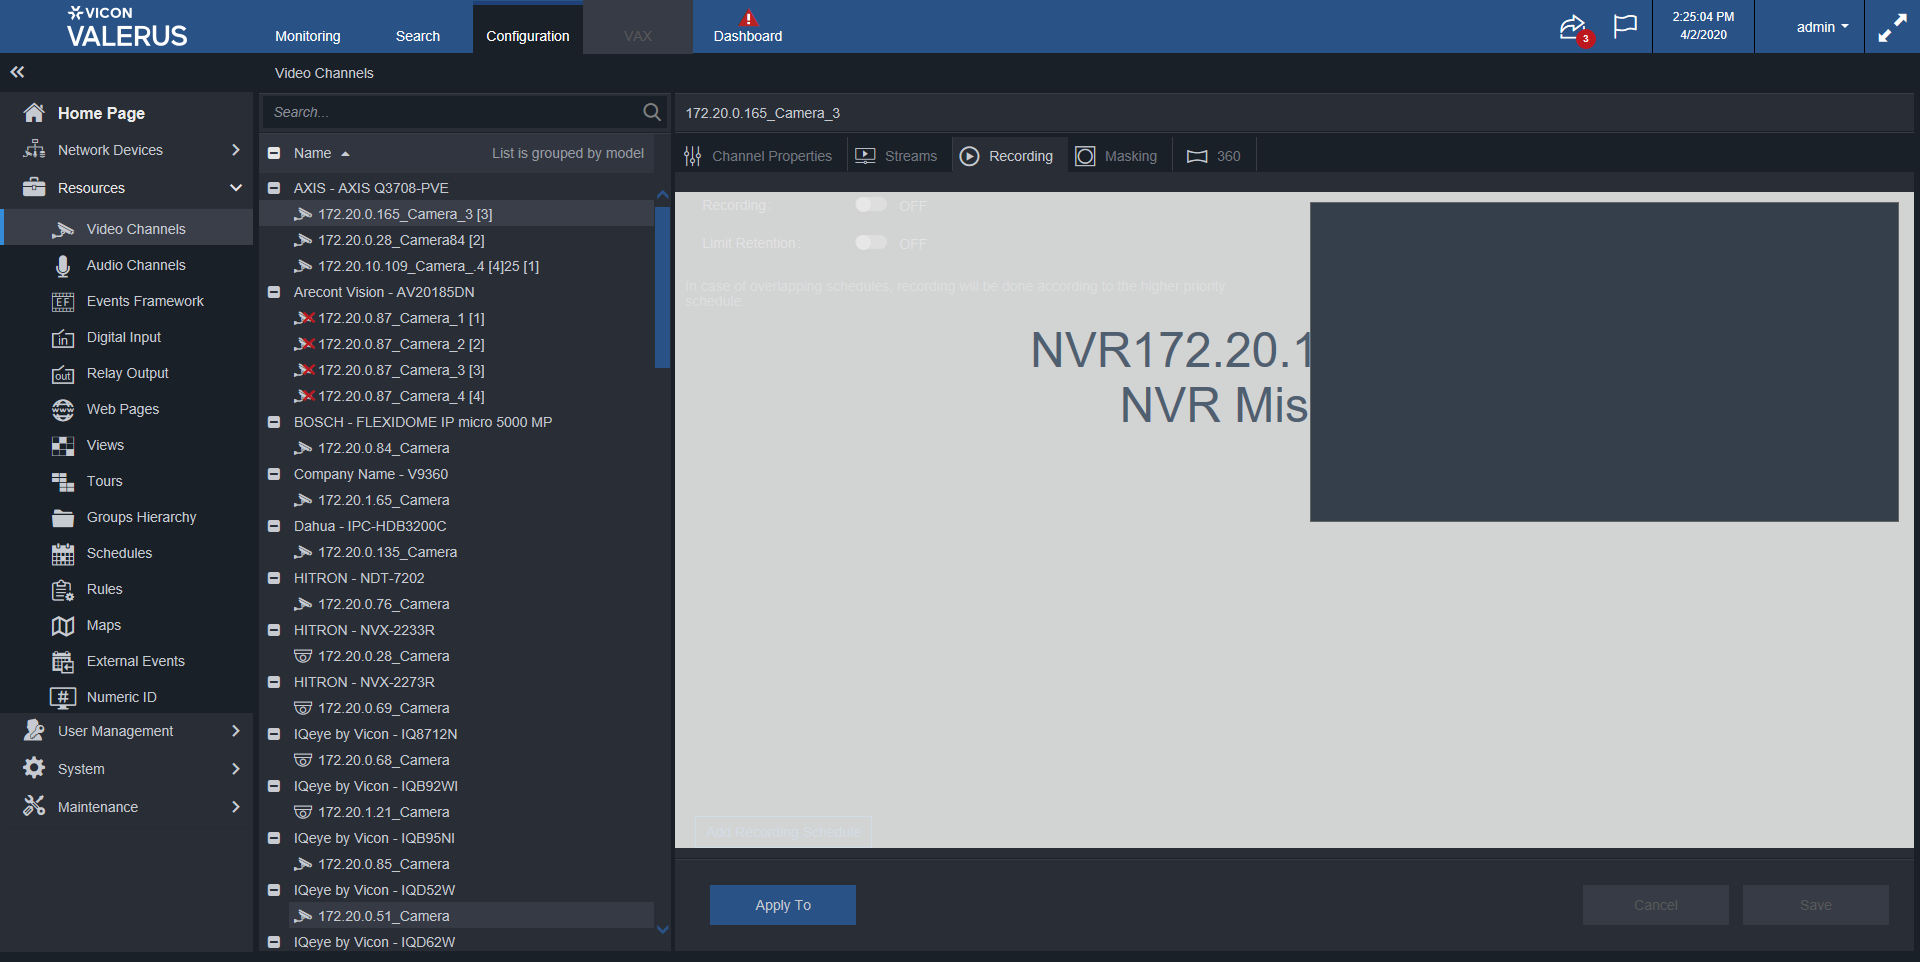 VICON
VALERUS
Monitoring
Search
Configuration
VAX
Dashboard
3
2:25:04 PM
4/2/2020
admin
Video Channels
Home Page
Network Devices
Resources
Video Channels
Audio Channels
EF
Events Framework
in
Digital Input
out
Relay Output
www
Web Pages
Views
Tours
Groups Hierarchy
Schedules
Rules
Maps
External Events
#
Numeric ID
User Management
System
Maintenance
Search...
Name
List is grouped by model
AXIS - AXIS Q3708-PVE
172.20.0.165_Camera_3 [3]
172.20.0.28_Camera84 [2]
172.20.10.109_Camera_.4 [4]25 [1]
Arecont Vision - AV20185DN
172.20.0.87_Camera_1 [1]
172.20.0.87_Camera_2 [2]
172.20.0.87_Camera_3 [3]
172.20.0.87_Camera_4 [4]
BOSCH - FLEXIDOME IP micro 5000 MP
172.20.0.84_Camera
Company Name - V9360
172.20.1.65_Camera
Dahua - IPC-HDB3200C
172.20.0.135_Camera
HITRON - NDT-7202
172.20.0.76_Camera
HITRON - NVX-2233R
172.20.0.28_Camera
HITRON - NVX-2273R
172.20.0.69_Camera
IQeye by Vicon - IQ8712N
172.20.0.68_Camera
IQeye by Vicon - IQB92WI
172.20.1.21_Camera
IQeye by Vicon - IQB95NI
172.20.0.85_Camera
IQeye by Vicon - IQD52W
172.20.0.51_Camera
IQeye by Vicon - IQD62W
172.20.0.165_Camera_3
Channel Properties
Streams
Recording
Masking
360
Recording: OFF
Limit Retention: OFF
In case of overlapping schedules, recording will be done according to the higher priority
schedule.
NVR172.20.1
NVR Mis
Add Recording Schedule
Apply To
Cancel
Save